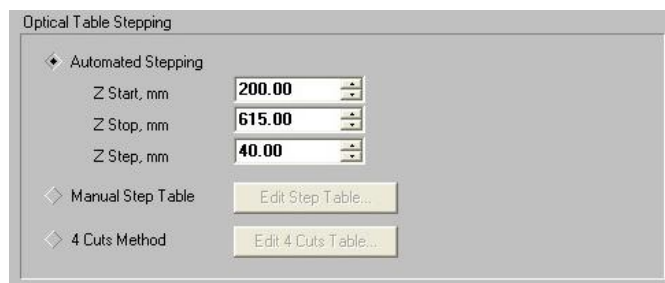 Optical Table Stepping
Automated Stepping
Z Start, mm 200.00
Z Stop, mm 615.00
Z Step, mm 40.00
Manual Step Table Edit Step Table...
4 Cuts Method Edit 4 Cuts Table...